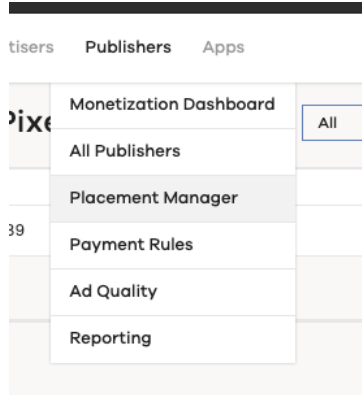 tisers Publishers Apps
Monetization Dashboard
Pixe
All
All Publishers
Placement Manager
39
Payment Rules
Ad Quality
Reporting